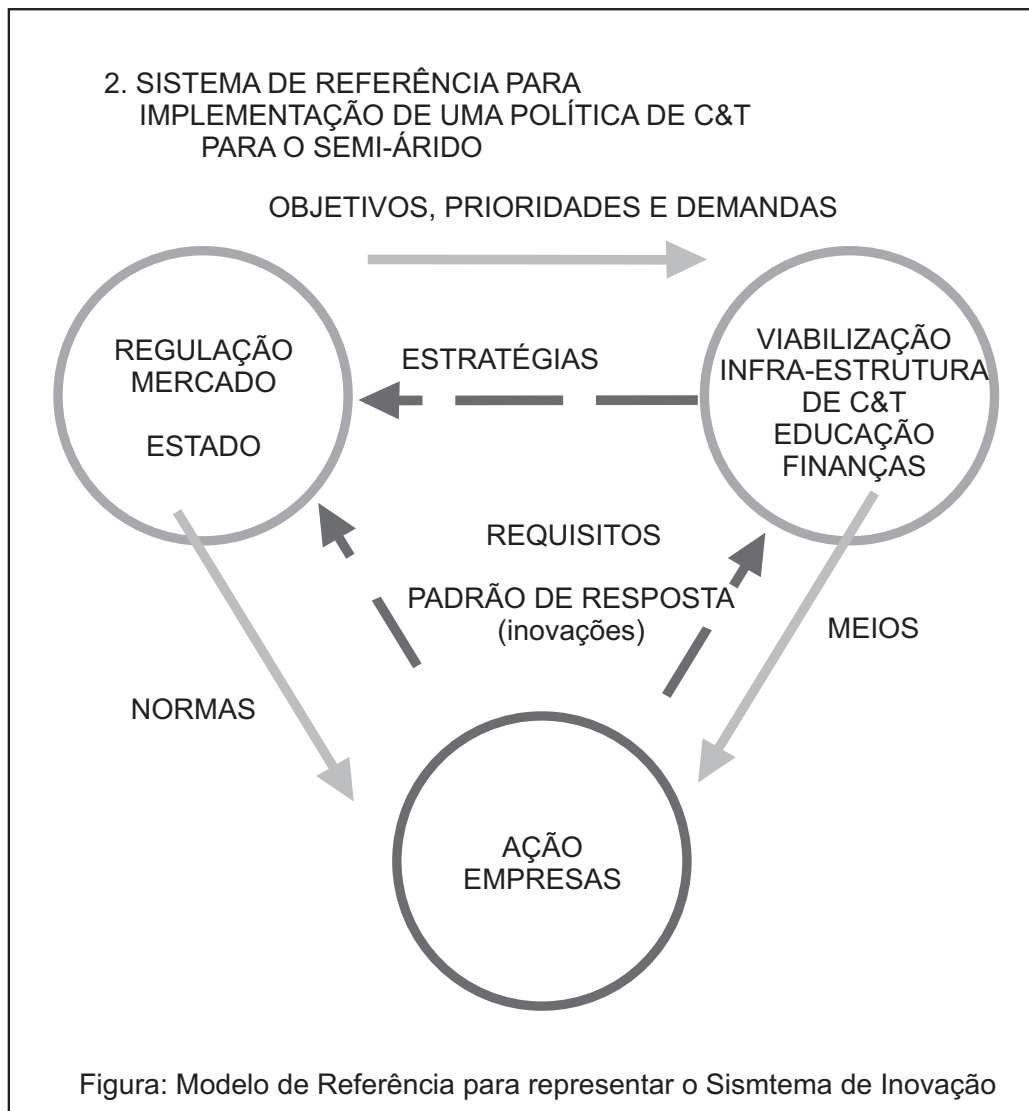 2. SISTEMA DE REFERÊNCIA PARA
IMPLEMENTAÇÃO DE UMA POLÍTICA DE C&T
PARA O SEMI-ÁRIDO
OBJETIVOS, PRIORIDADES E DEMANDAS
REGULAÇÃO
MERCADO
ESTADO
ESTRATÉGIAS
VIABILIZAÇÃO
INFRA-ESTRUTURA
DE C&T
EDUCAÇÃO
FINANÇAS
REQUISITOS
PADRÃO DE RESPOSTA
(inovações)
MEIOS
NORMAS
AÇÃO
EMPRESAS
Figura: Modelo de Referência para representar o Sismtema de Inovação